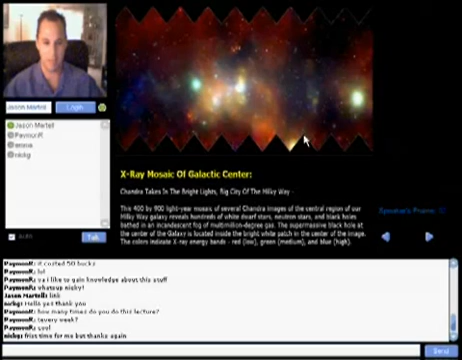 Jason Martell
Login
Jason Martell
PaymonR
emma
nickg
Talk
X-Ray Mosaic Of Galactic Center:
Chandra Takes In The Bright Lights, Big City Of The Milky Way -
This 400 by 900 light-year mosaic of several Chandra images of the central region of our
Milky Way galaxy reveals hundreds of white dwarf stars, neutron stars, and black holes
bathed in an incandescent fog of multimillion-degree gas. The supermassive black hole at
the center of the Galaxy is located inside the bright white patch in the center of the image.
The colors indicate X-ray energy bands - red (low), green (medium), and blue (high).
Speaker's Frame:
PaymonR: it costed 50 bucks
PaymonR: lol
PaymonR: ya i like to gain knowledge about this stuff
PaymonR: whatsup nickg!
Jason Martell: link
nickg: Hello yes thank you
PaymonR: how many times do you do this lecture?
PaymonR: every week?
PaymonR: cool
nickg: first time for me but thanks again
Send